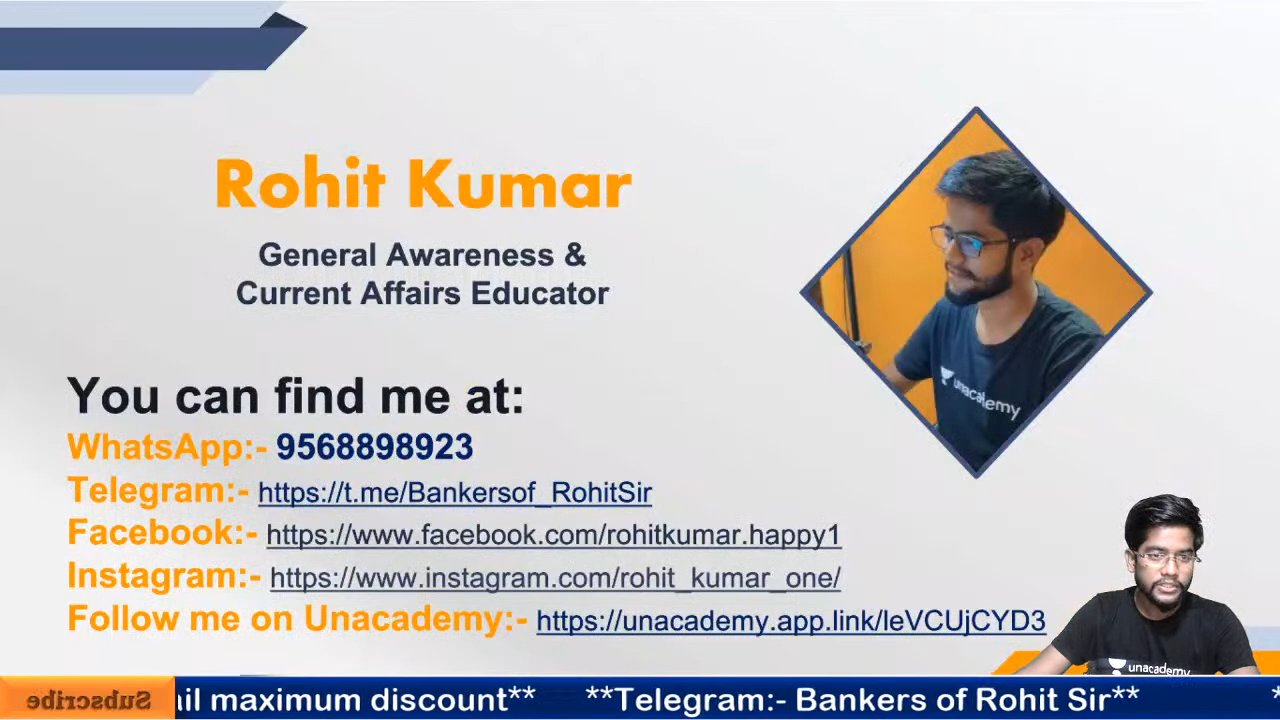 Rohit Kumar
General Awareness &
Current Affairs Educator
unacademy
You can find me at:
WhatsApp:- 9568898923
Telegram:- https://t.me/Bankersof_RohitSir
Facebook:- https://www.facebook.com/rohitkumar.happy1
Instagram:- https://www.instagram.com/rohit_kumar_one/
Follow me on Unacademy:- https://unacademy.app.link/leVCUjCYD3
unacademy
Subscribe
ail maximum discount** **Telegram:- Bankers of Rohit Sir** *